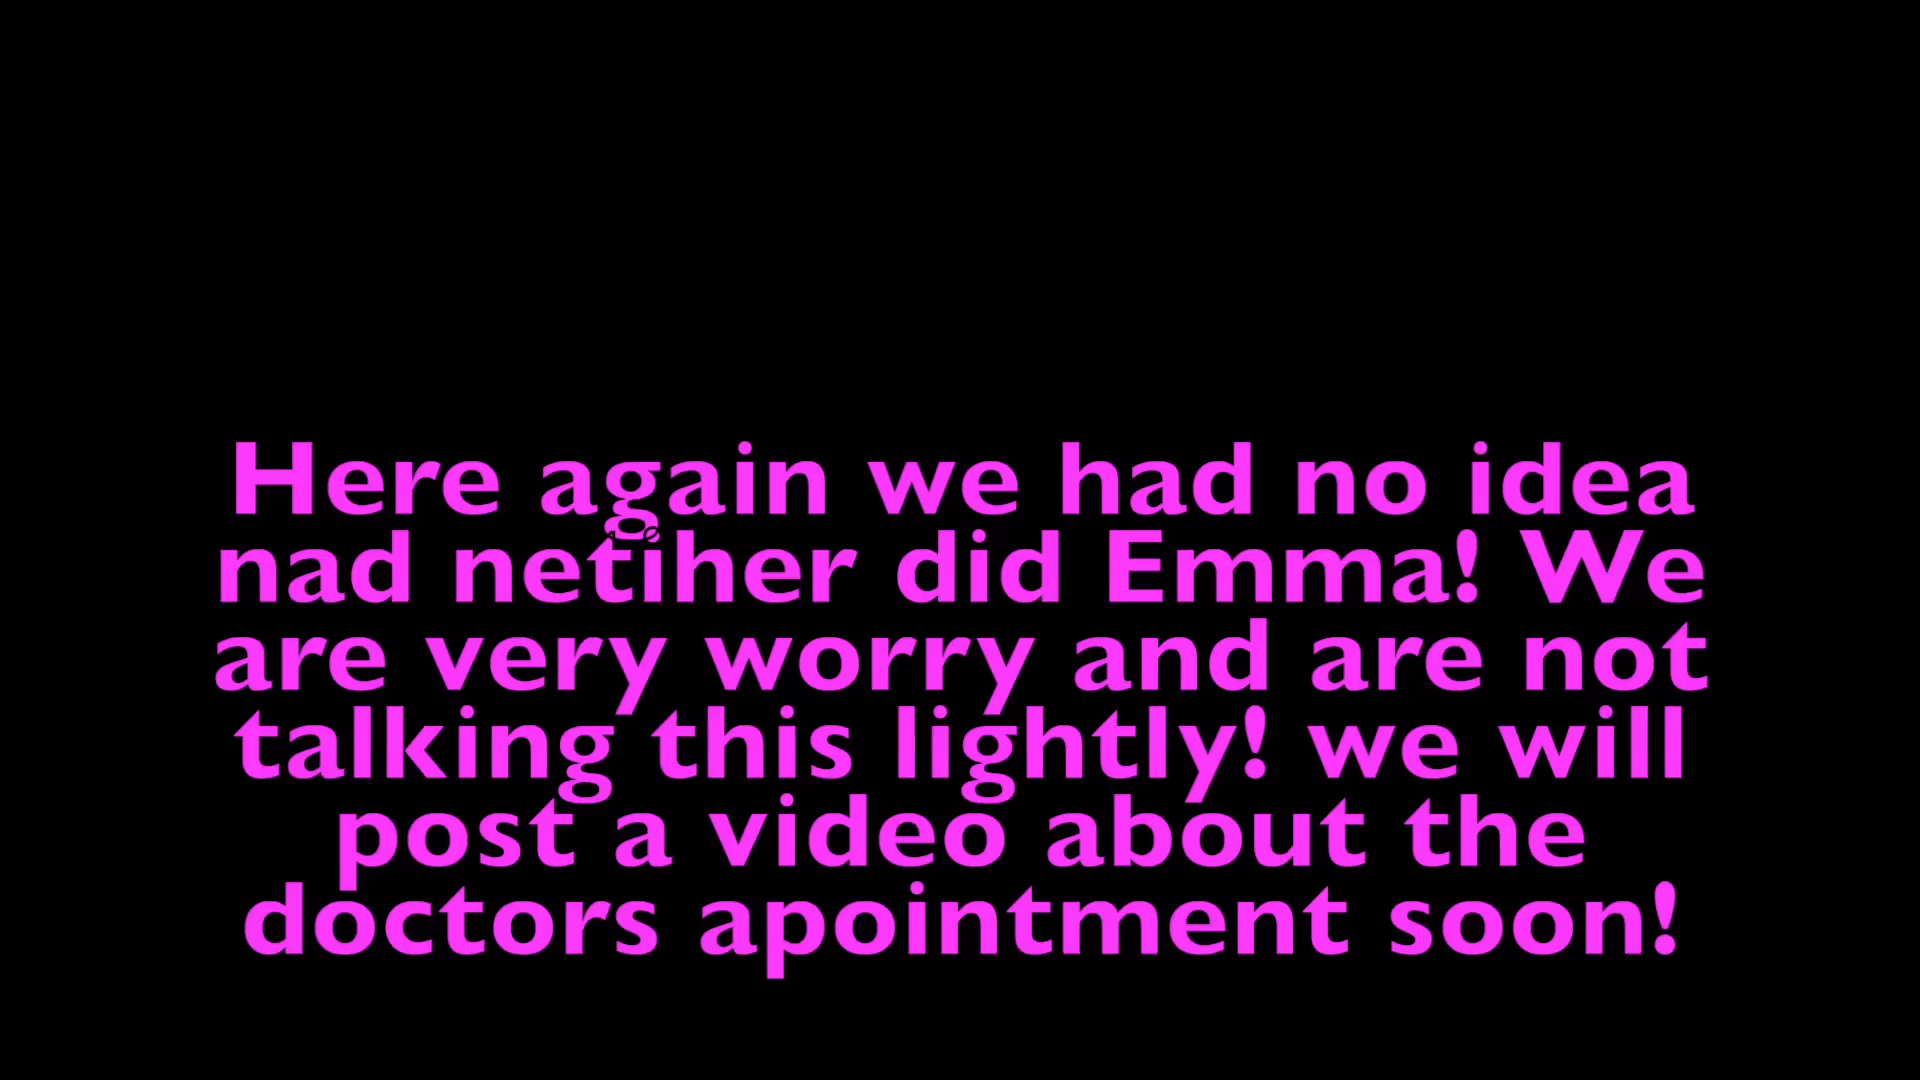 Here again we had no idea
nad netiher did Emma! We
are very worry and are not
talking this lightly! we will
post a video about the
doctors apointment soon!